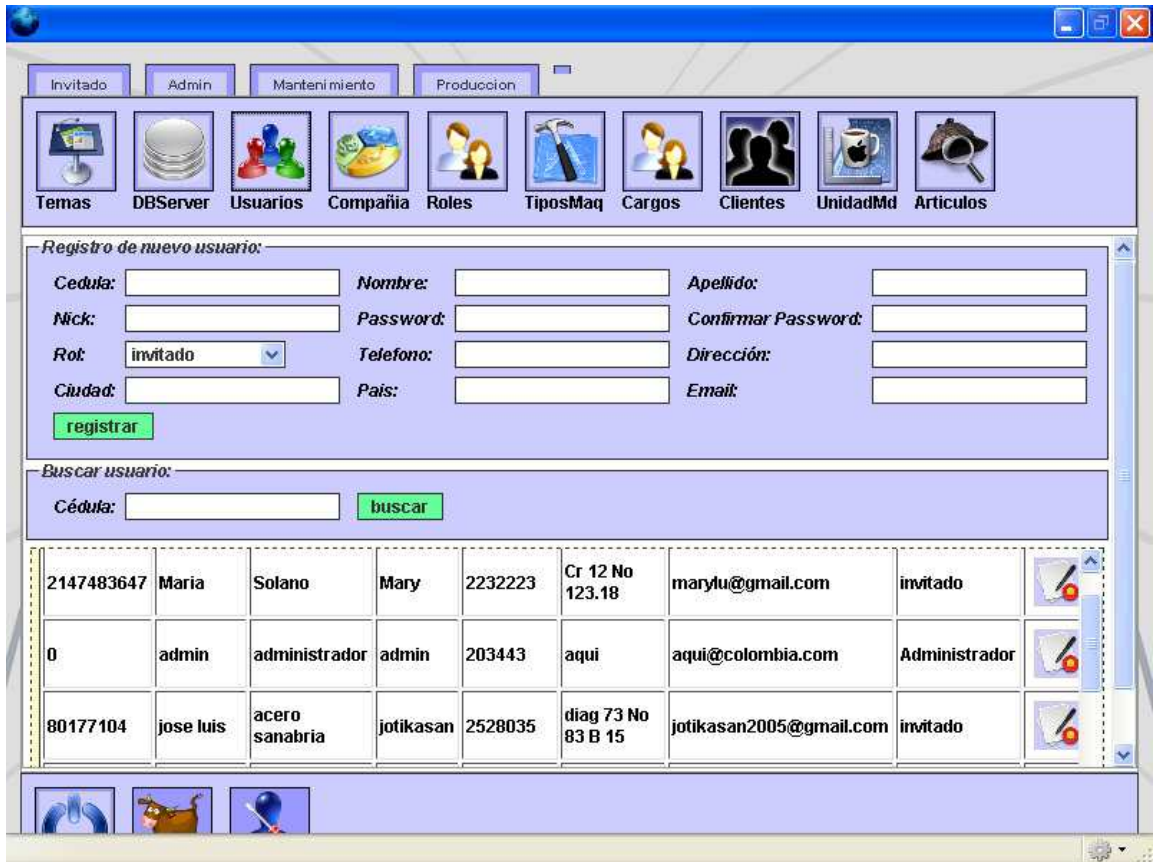 Invitado Admin Mantenimiento Produccion
Temas DBServer Usuarios Compañia Roles TiposMaq Cargos Clientes UnidadMd Articulos
Registro de nuevo usuario:
Cedula: Nombre: Apellido:
Nick: Password: Confirmar Password:
Rol: invitado Telefono: Dirección:
Ciudad: Pais: Email:
registrar
Buscar usuario:
Cédula: buscar
2147483647 Maria Solano Mary 2232223 Cr 12 No 123.18 marylu@gmail.com invitado
0 admin administrador admin 203443 aqui aqui@colombia.com Administrador
80177104 jose luis acero sanabria jotikasan 2528035 diag 73 No 83 B 15 jotikasan2005@gmail.com invitado